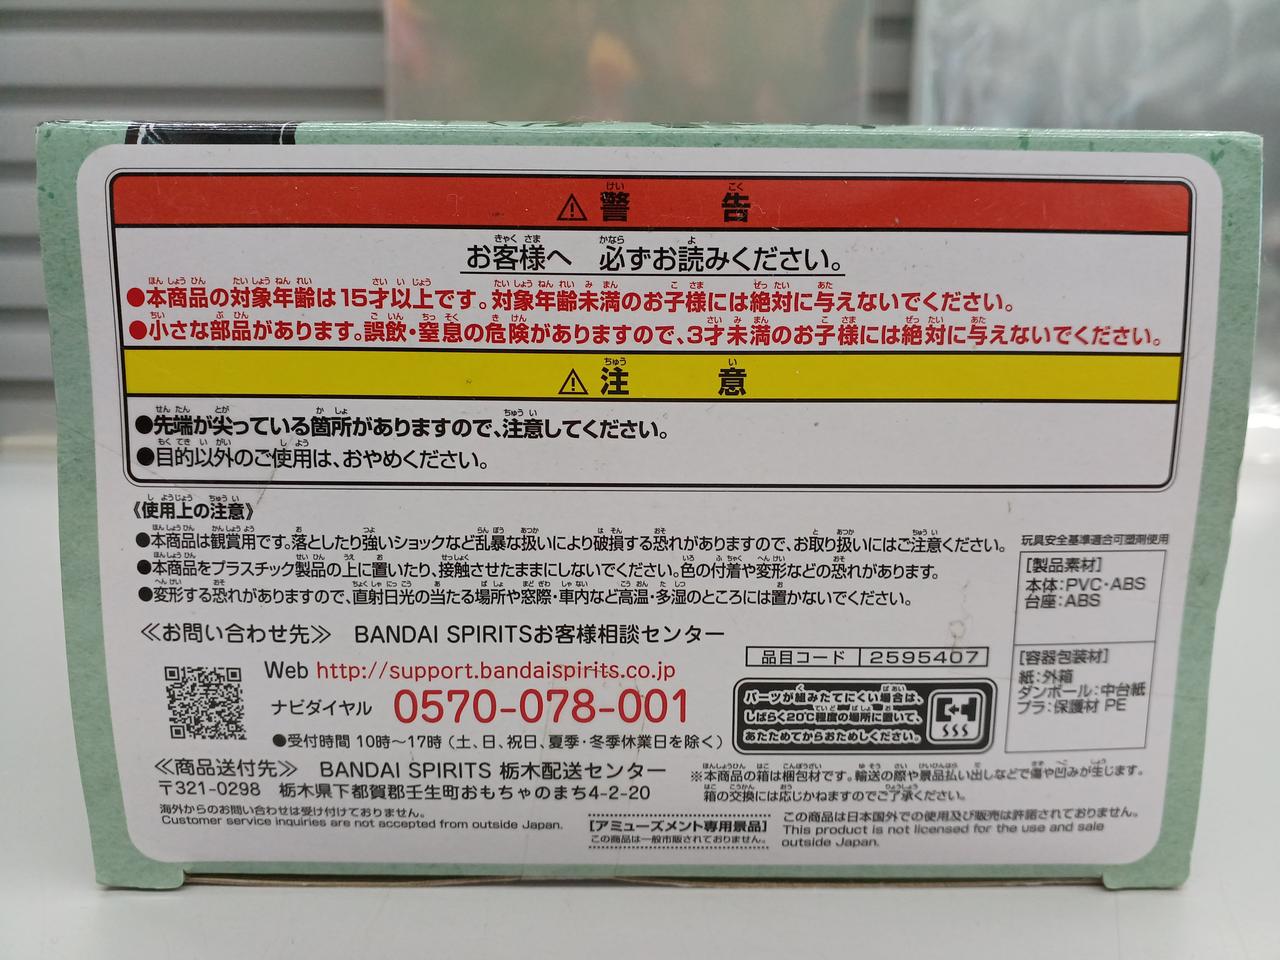 ⚠警告
お客様へ 必ずお読みください。
●本商品の対象年齢は15才以上です。対象年齢未満のお子様には絶対に与えないでください。
●小さな部品があります。誤飲・窒息の危険がありますので、3才未満のお子様には絶対に与えないでください。
⚠注意
●先端が尖っている箇所がありますので、注意してください。
●目的以外のご使用は、おやめください。
《使用上の注意》
●本商品は観賞用です。落としたり強いショックなど乱暴な扱いにより破損する恐れがありますので、お取り扱いにはご注意ください。
●本商品をプラスチック製品の上に置いたり、接触させたままにしないでください。色の付着や変形などの恐れがあります。
●変形する恐れがありますので、直射日光の当たる場所や窓際・車内など高温・多湿のところには置かないでください。
玩具安全基準適合可塑剤使用
[製品素材]
本体:PVC・ABS
台座:ABS
[容器包装材]
紙:外箱
ダンボール:中台紙
プラ:保護材 PE
≪お問い合わせ先≫ BANDAI SPIRITSお客様相談センター
Web http://support.bandaispirits.co.jp
ナビダイヤル 0570-078-001
●受付時間 10時～17時(土、日、祝日、夏季・冬季休業日を除く)
品目コード 2595407
パーツが組みたてにくい場合は、
しばらく20℃程度の場所に置いて、
あたためてからおためしください。
≪商品送付先≫ BANDAI SPIRITS 栃木配送センター
〒321-0298 栃木県下都賀郡壬生町おもちゃのまち4-2-20
※本商品の箱は梱包材です。輸送の際や景品払い出しなどで傷や凹みが生じます。
箱の交換には応じかねますのでご了承ください。
海外からのお問い合わせは受け付けておりません。
Customer service inquiries are not accepted from outside Japan.
[アミューズメント専用景品]
この商品は一般市販されておりません。
この商品は日本国外での使用及び販売は許諾されておりません。
This product is not licensed for the use and sale
outside Japan.